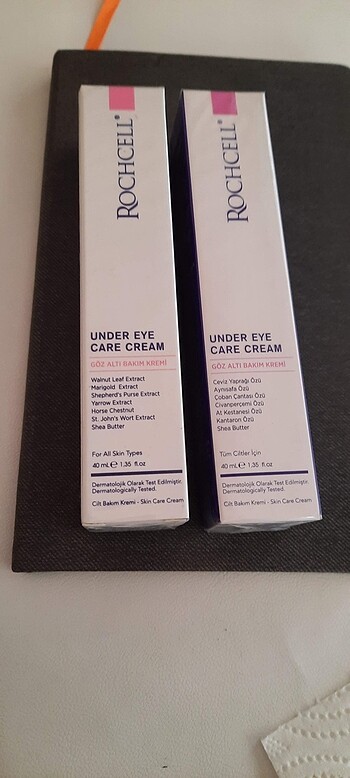 ROCHCELL®
UNDER EYE
CARE CREAM
GÖZ ALTI BAKIM KREMİ
Walnut Leaf Extract
Marigold Extract
Shepherd's Purse Extract
Yarrow Extract
Horse Chestnut
St. John's Wort Extract
Shea Butter
For All Skin Types
40 mL℮ 1,35 fl.oz
Dermatolojik Olarak Test Edilmiştir.
Dermatologically Tested.
Cilt Bakım Kremi - Skin Care Cream
ROCHCELL®
UNDER EYE
CARE CREAM
GÖZ ALTI BAKIM KREMİ
Ceviz Yaprağı Özü
Aynısafa Özü
Çoban Çantası Özü
Civanperçemi Özü
At Kestanesi Özü
Kantaron Özü
Shea Butter
Tüm Ciltler İçin
40 mL℮ 1,35 fl.oz
Dermatolojik Olarak Test Edilmiştir.
Dermatologically Tested.
Cilt Bakım Kremi - Skin Care Cream